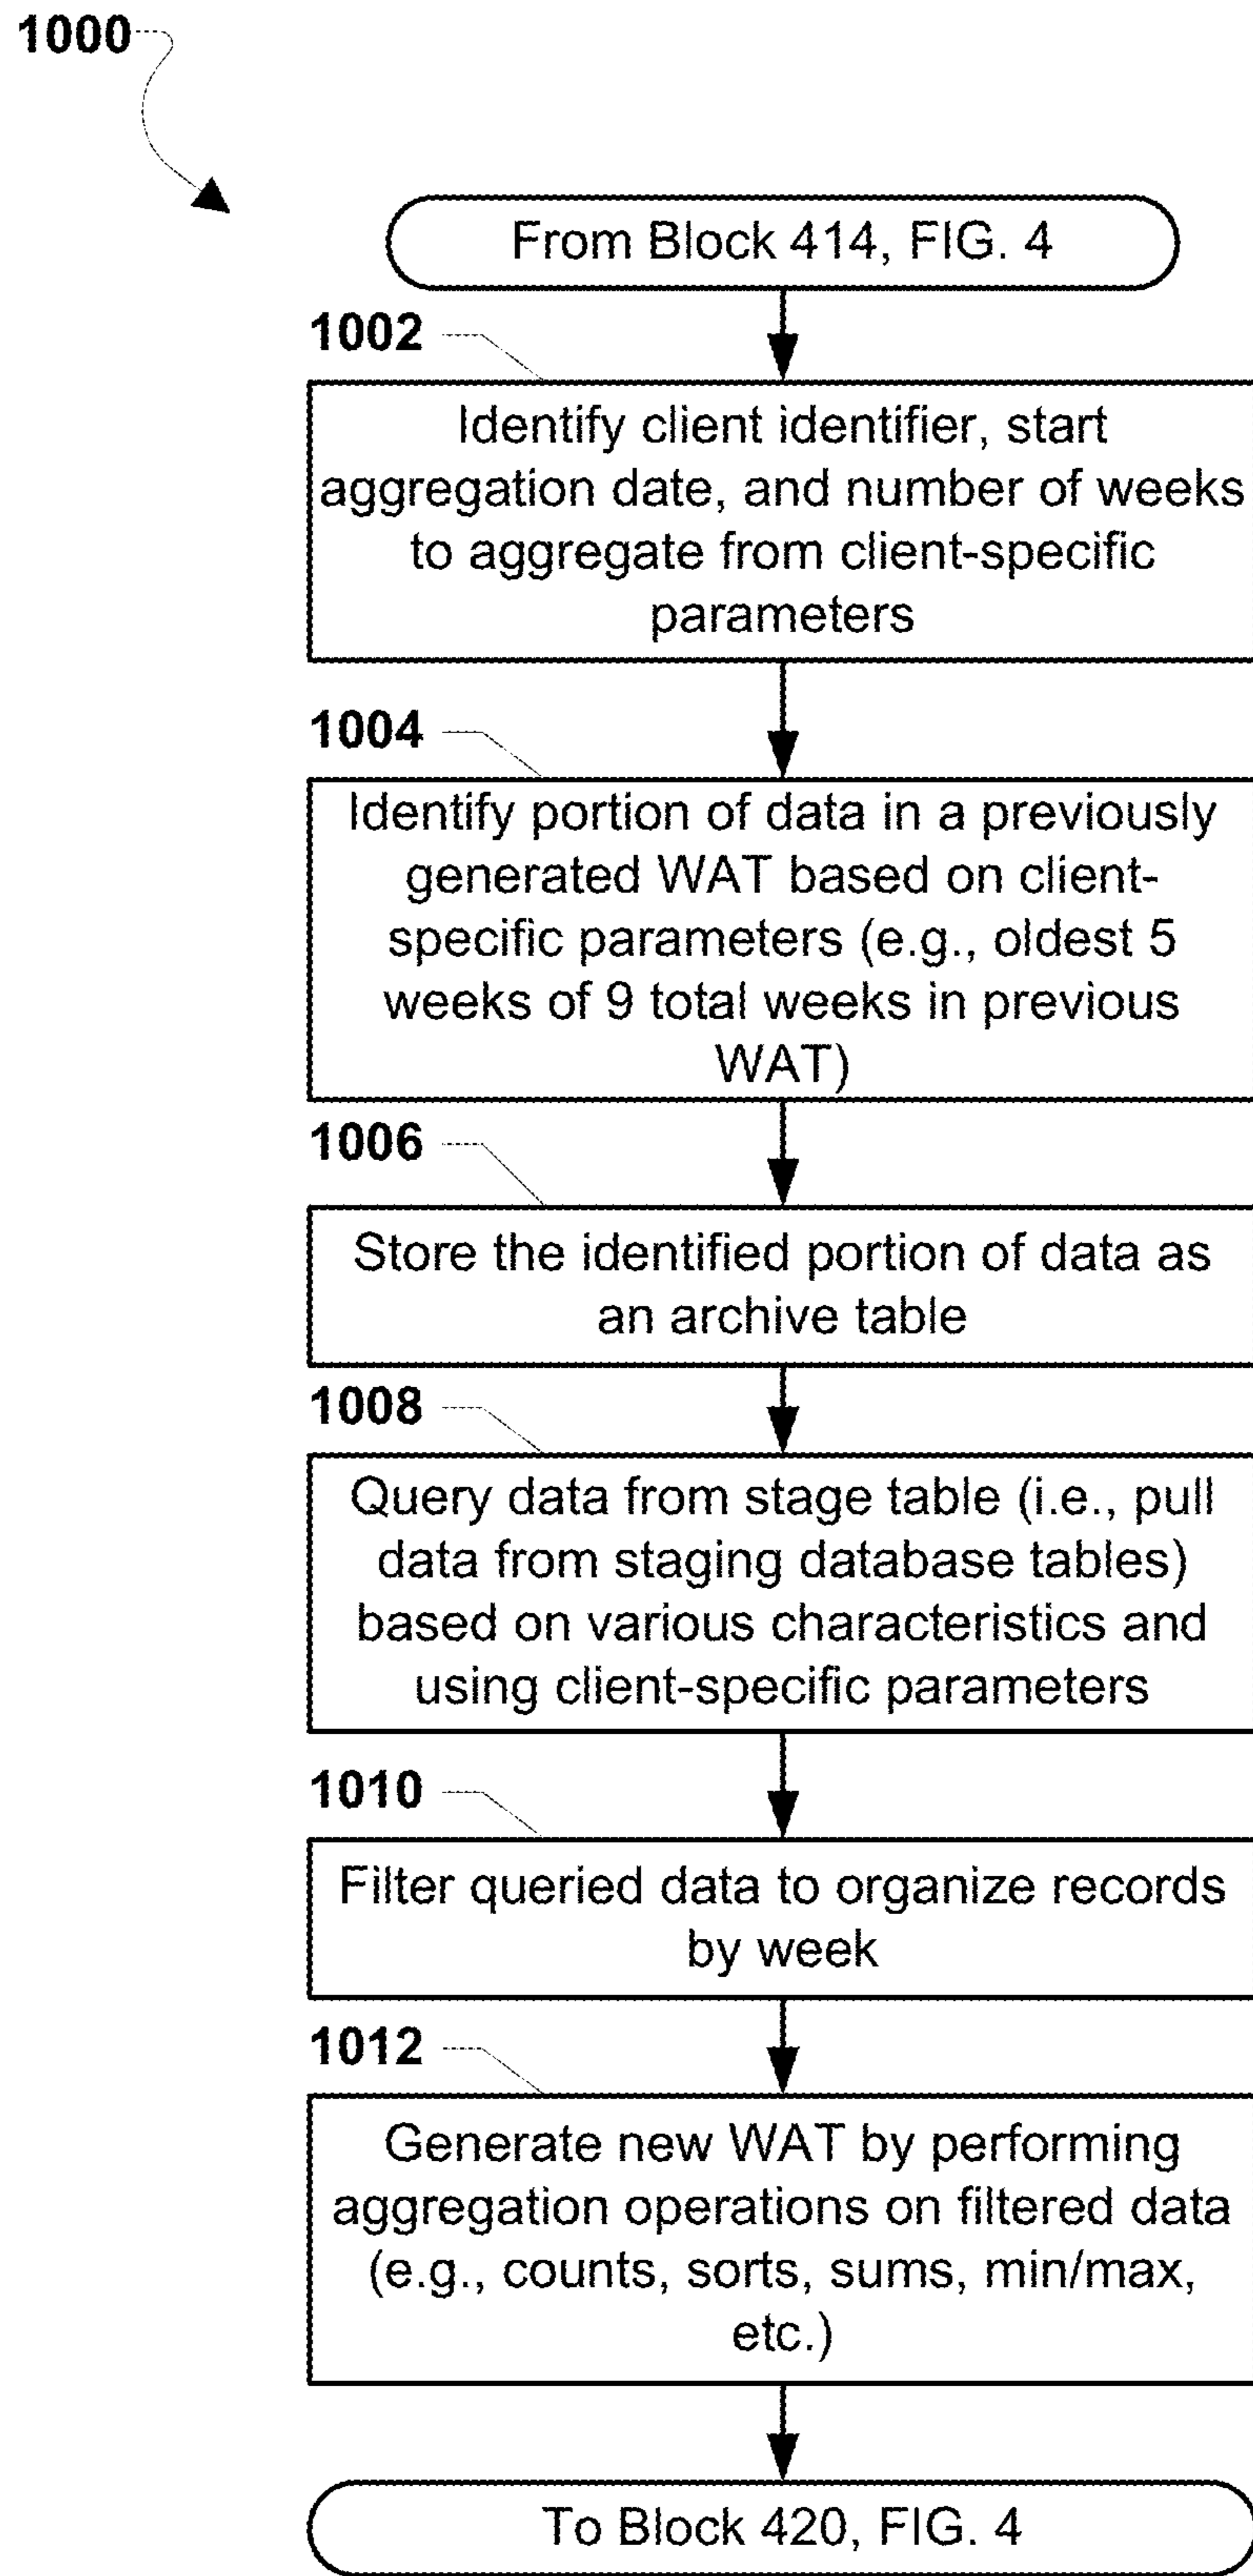 1000
From Block 414, FIG. 4
1002
Identify client identifier, start
aggregation date, and number of weeks
to aggregate from client-specific
parameters
1004
Identify portion of data in a previously
generated WAT based on client-
specific parameters (e.g., oldest 5
weeks of 9 total weeks in previous
WAT)
1006
Store the identified portion of data as
an archive table
1008
Query data from stage table (i.e., pull
data from staging database tables)
based on various characteristics and
using client-specific parameters
1010
Filter queried data to organize records
by week
1012
Generate new WAT by performing
aggregation operations on filtered data
(e.g., counts, sorts, sums, min/max,
etc.)
To Block 420, FIG. 4